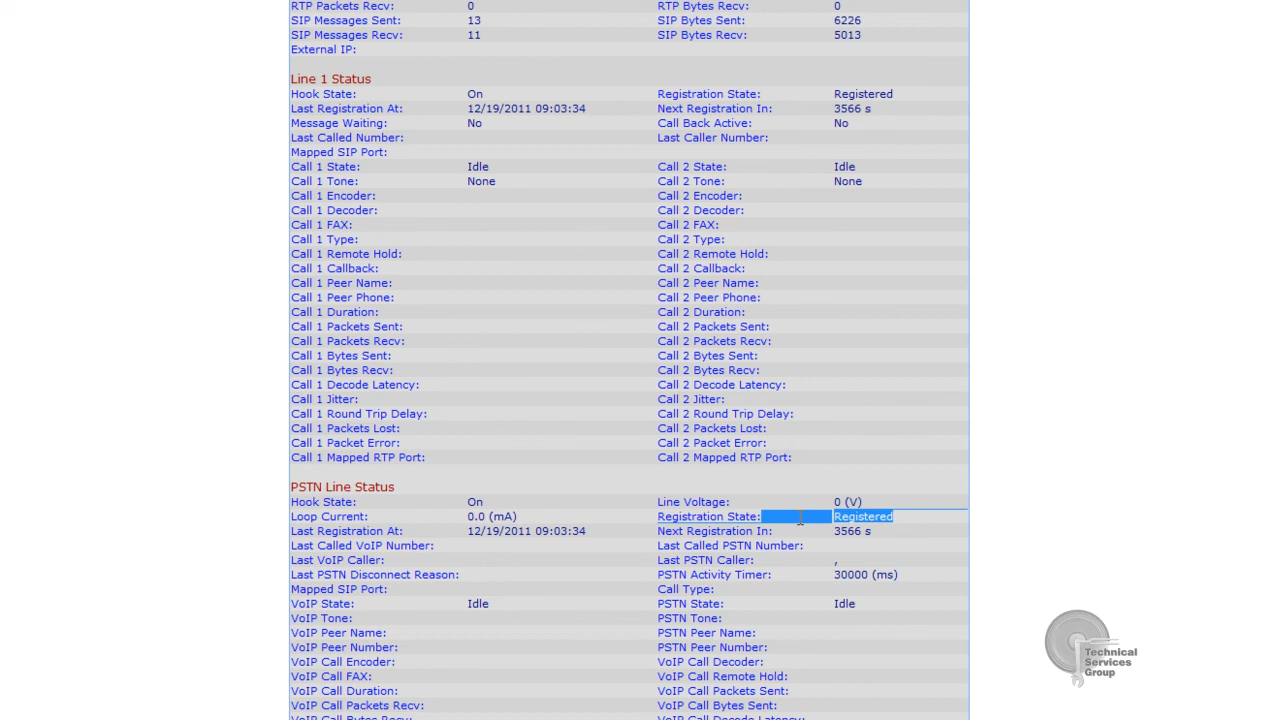 RTP Packets Recv: 0 RTP Bytes Recv: 0
SIP Messages Sent: 13 SIP Bytes Sent: 6226
SIP Messages Recv: 11 SIP Bytes Recv: 5013
External IP:
Line 1 Status
Hook State: On Registration State: Registered
Last Registration At: 12/19/2011 09:03:34 Next Registration In: 3566 s
Message Waiting: No Call Back Active: No
Last Called Number: Last Caller Number:
Mapped SIP Port:
Call 1 State: Idle Call 2 State: Idle
Call 1 Tone: None Call 2 Tone: None
Call 1 Encoder: Call 2 Encoder:
Call 1 Decoder: Call 2 Decoder:
Call 1 FAX: Call 2 FAX:
Call 1 Type: Call 2 Type:
Call 1 Remote Hold: Call 2 Remote Hold:
Call 1 Callback: Call 2 Callback:
Call 1 Peer Name: Call 2 Peer Name:
Call 1 Peer Phone: Call 2 Peer Phone:
Call 1 Duration: Call 2 Duration:
Call 1 Packets Sent: Call 2 Packets Sent:
Call 1 Packets Recv: Call 2 Packets Recv:
Call 1 Bytes Sent: Call 2 Bytes Sent:
Call 1 Bytes Recv: Call 2 Bytes Recv:
Call 1 Decode Latency: Call 2 Decode Latency:
Call 1 Jitter: Call 2 Jitter:
Call 1 Round Trip Delay: Call 2 Round Trip Delay:
Call 1 Packets Lost: Call 2 Packets Lost:
Call 1 Packet Error: Call 2 Packet Error:
Call 1 Mapped RTP Port: Call 2 Mapped RTP Port:
PSTN Line Status
Hook State: On Line Voltage: 0 (V)
Loop Current: 0.0 (mA) Registration State: Registered
Last Registration At: 12/19/2011 09:03:34 Next Registration In: 3566 s
Last Called VoIP Number: Last Called PSTN Number:
Last VoIP Caller: Last PSTN Caller: ,
Last PSTN Disconnect Reason: PSTN Activity Timer: 30000 (ms)
Mapped SIP Port: Call Type:
VoIP State: Idle PSTN State: Idle
VoIP Tone: PSTN Tone:
VoIP Peer Name: PSTN Peer Name:
VoIP Peer Number: PSTN Peer Number:
VoIP Call Encoder: VoIP Call Decoder:
VoIP Call FAX: VoIP Call Remote Hold:
VoIP Call Duration: VoIP Call Packets Sent:
VoIP Call Packets Recv: VoIP Call Bytes Sent:
VoIP Call Bytes Recv: VoIP Call Decode Latency:
Technical
Services
Group